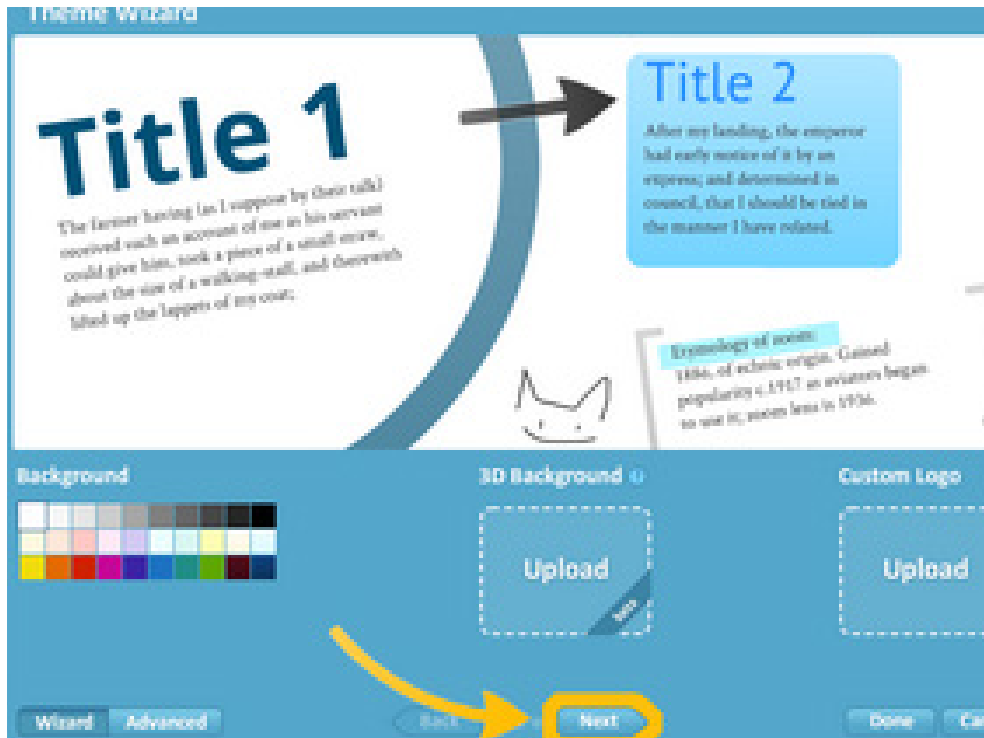 Theme Wizard
Title 1
The farmer having (as I suppose by their talk)
received such an account of me as his servant
could give him, took a piece of a small straw,
about the size of a walking-staff, and therewith
lifted up the lappets of my coat;
Title 2
After my landing, the emperor
had early notice of it by an
express; and determined in
council, that I should be tied in
the manner I have related.
Etymology of zoom:
1886, of echoic origin. Gained
popularity c.1917 as aviators began
to use it; zoom lens is 1936.
Background
3D Background
Custom Logo
Upload
Upload
Wizard
Advanced
Back
Next
Done